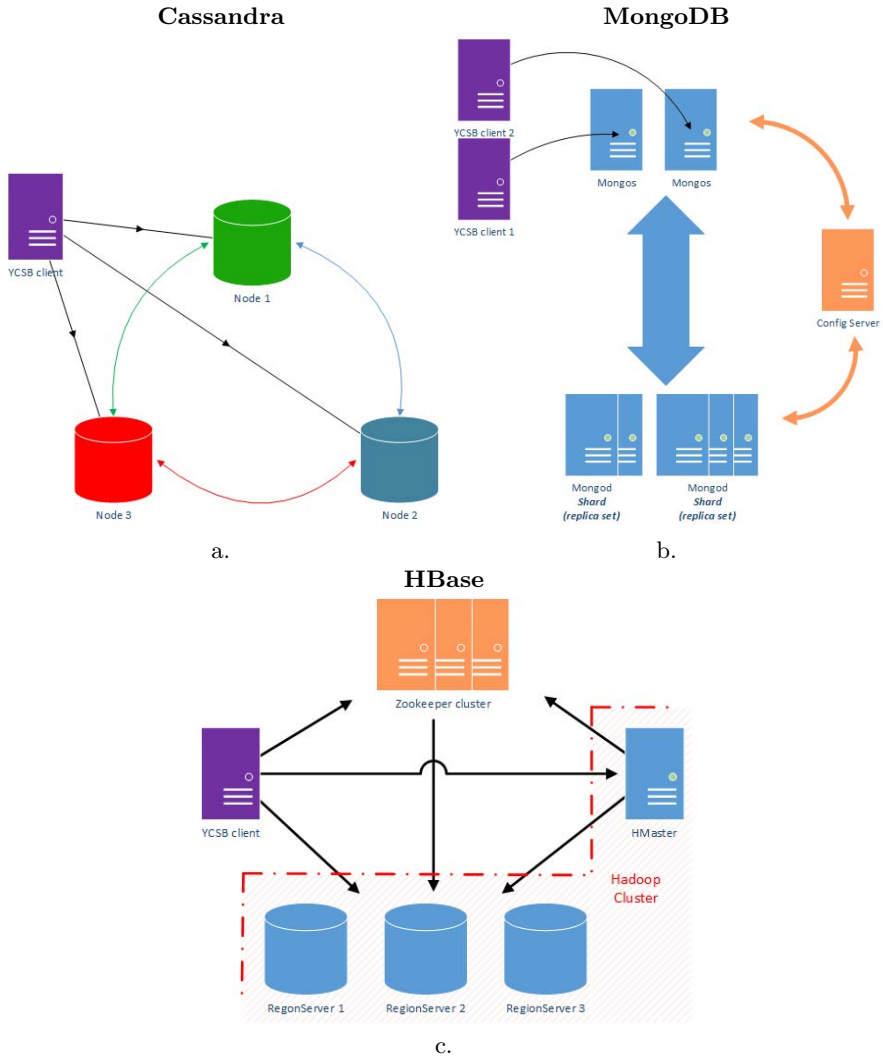 Cassandra
YCSB client
Node 1
Node 3
Node 2
a.
MongoDB
YCSB client 2
YCSB client 1
Mongos
Mongos
Config Server
Mongod
Shard
(replica set)
Mongod
Shard
(replica set)
b.
HBase
Zookeeper cluster
YCSB client
HMaster
Hadoop
Cluster
RegonServer 1
RegionServer 2
RegionServer 3
c.